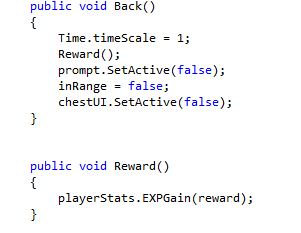 public void Back()
{
    Time.timeScale = 1;
    Reward();
    prompt.SetActive(false);
    inRange = false;
    chestUI.SetActive(false);
}
public void Reward()
{
    playerStats.EXPGain(reward);
}